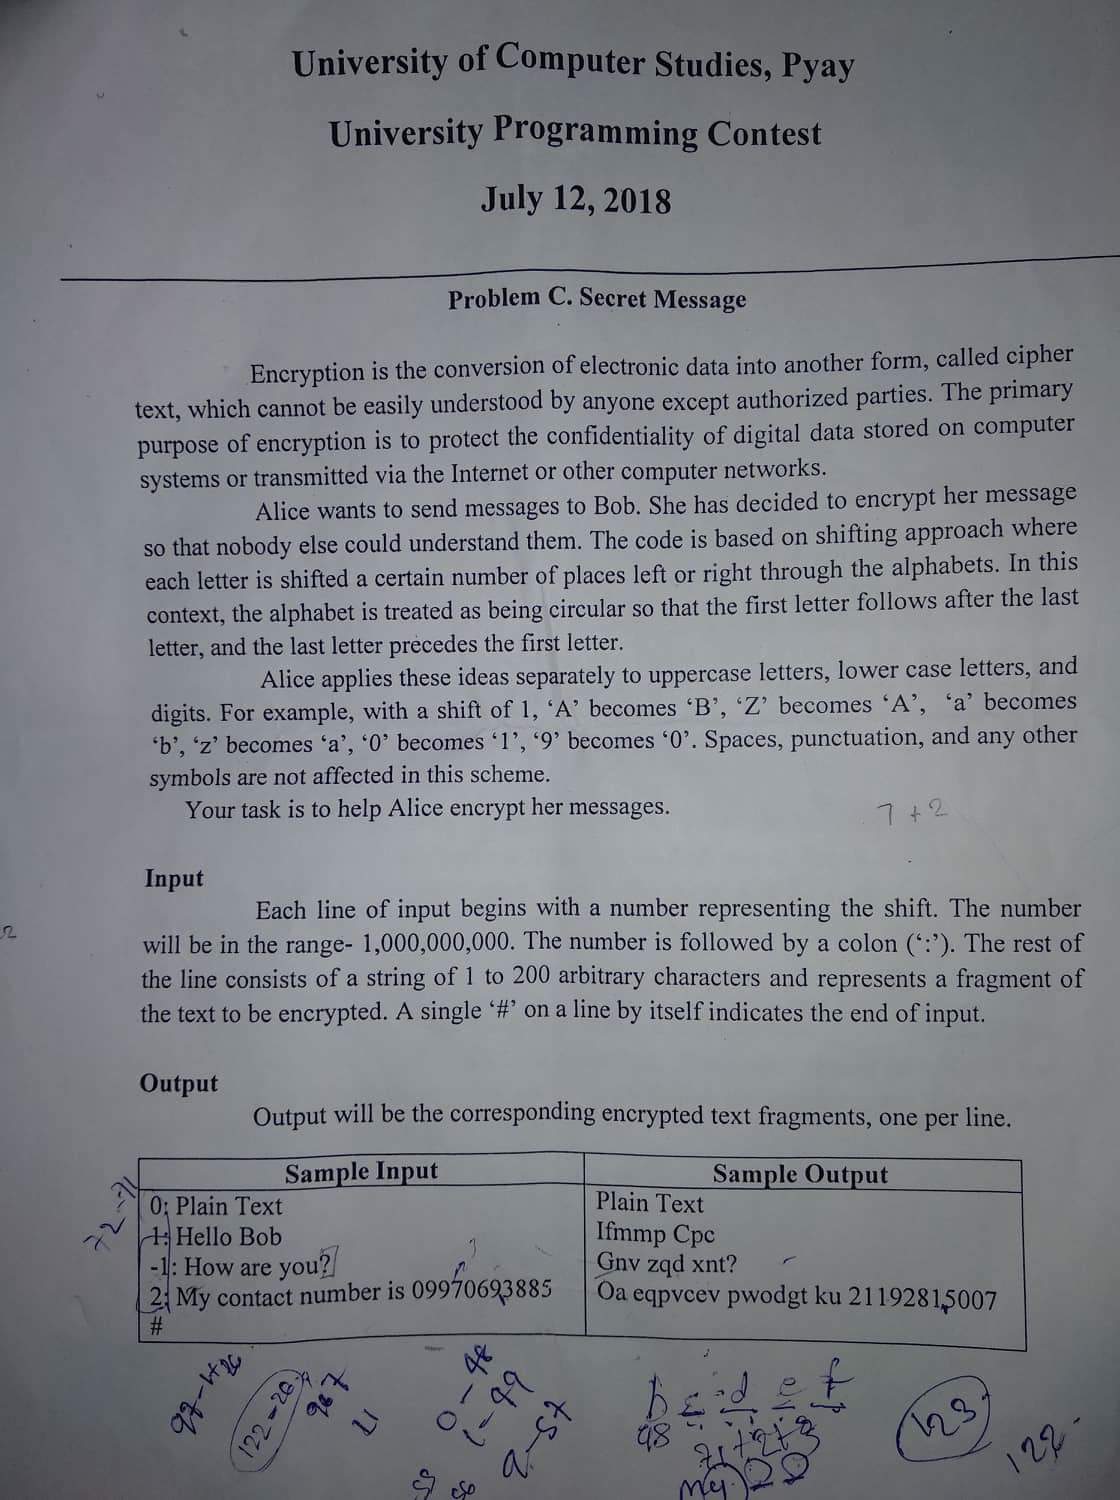 University of Computer Studies, Pyay
University Programming Contest
July 12, 2018
Problem C. Secret Message
Encryption is the conversion of electronic data into another form, called cipher
text, which cannot be easily understood by anyone except authorized parties. The primary
purpose of encryption is to protect the confidentiality of digital data stored on computer
systems or transmitted via the Internet or other computer networks.
Alice wants to send messages to Bob. She has decided to encrypt her message
so that nobody else could understand them. The code is based on shifting approach where
each letter is shifted a certain number of places left or right through the alphabets. In this
context, the alphabet is treated as being circular so that the first letter follows after the last
letter, and the last letter precedes the first letter.
Alice applies these ideas separately to uppercase letters, lower case letters, and
digits. For example, with a shift of 1, ‘A’ becomes ‘B’, ‘Z’ becomes ‘A’, ‘a’ becomes
‘b’, ‘z’ becomes ‘a’, ‘0’ becomes ‘1’, ‘9’ becomes ‘0’. Spaces, punctuation, and any other
symbols are not affected in this scheme.
Your task is to help Alice encrypt her messages.
7 + 2
Input
Each line of input begins with a number representing the shift. The number
will be in the range- 1,000,000,000. The number is followed by a colon (‘:’). The rest of
the line consists of a string of 1 to 200 arbitrary characters and represents a fragment of
the text to be encrypted. A single ‘#’ on a line by itself indicates the end of input.
Output
Output will be the corresponding encrypted text fragments, one per line.
Sample Input Sample Output
0: Plain Text Plain Text
1: Hello Bob Ifmmp Cpc
-1: How are you? Gnv zqd xnt?
2: My contact number is 09970693885 Oa eqpvcev pwodgt ku 21192815007
#
0 - 48
1 - 49
9 - 57
b c d e f
98
123
122